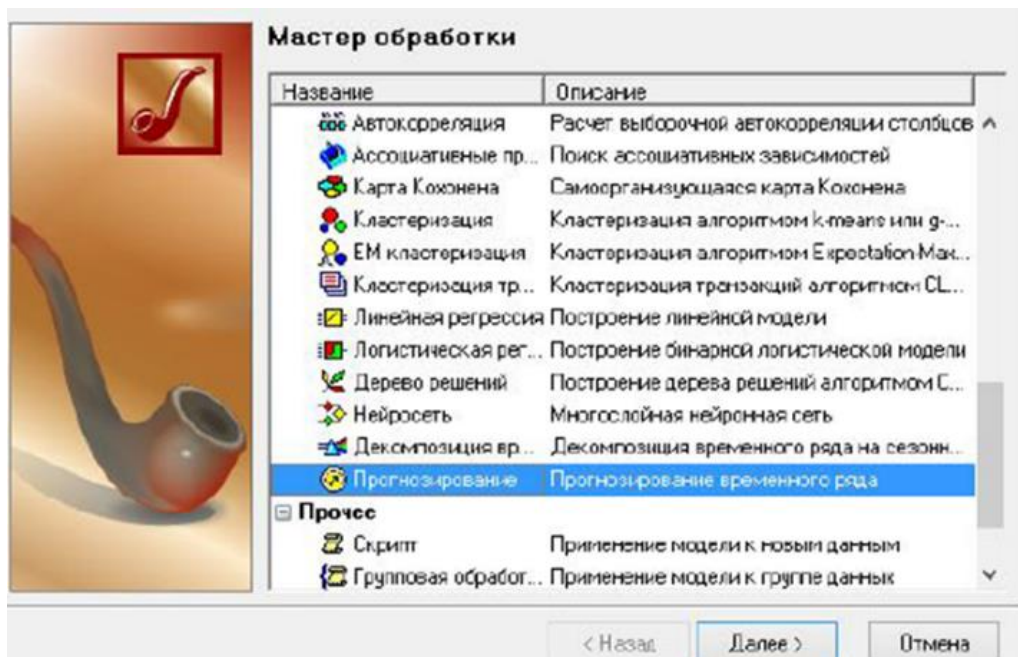 Мастер обработки
Название Описание
Автокорреляция Расчет выборочной автокорреляции столбцов
Ассоциативные пр... Поиск ассоциативных зависимостей
Карта Кохонена Самоорганизующаяся карта Кохонена
Кластеризация Кластеризация алгоритмом k-means или g-...
EM кластеризация Кластеризация алгоритмом Expectation-Max...
Кластеризация тр... Кластеризация транзакций алгоритмом CL...
Линейная регрессия Построение линейной модели
Логистическая рег... Построение бинарной логистической модели
Дерево решений Построение дерева решений алгоритмом C...
Нейросеть Многослойная нейронная сеть
Декомпозиция вр... Декомпозиция временного ряда на сезонн...
Прогнозирование Прогнозирование временного ряда
Прочее
Скрипт Применение модели к новым данным
Групповая обработ... Применение модели к группе данных
< Назад Далее > Отмена